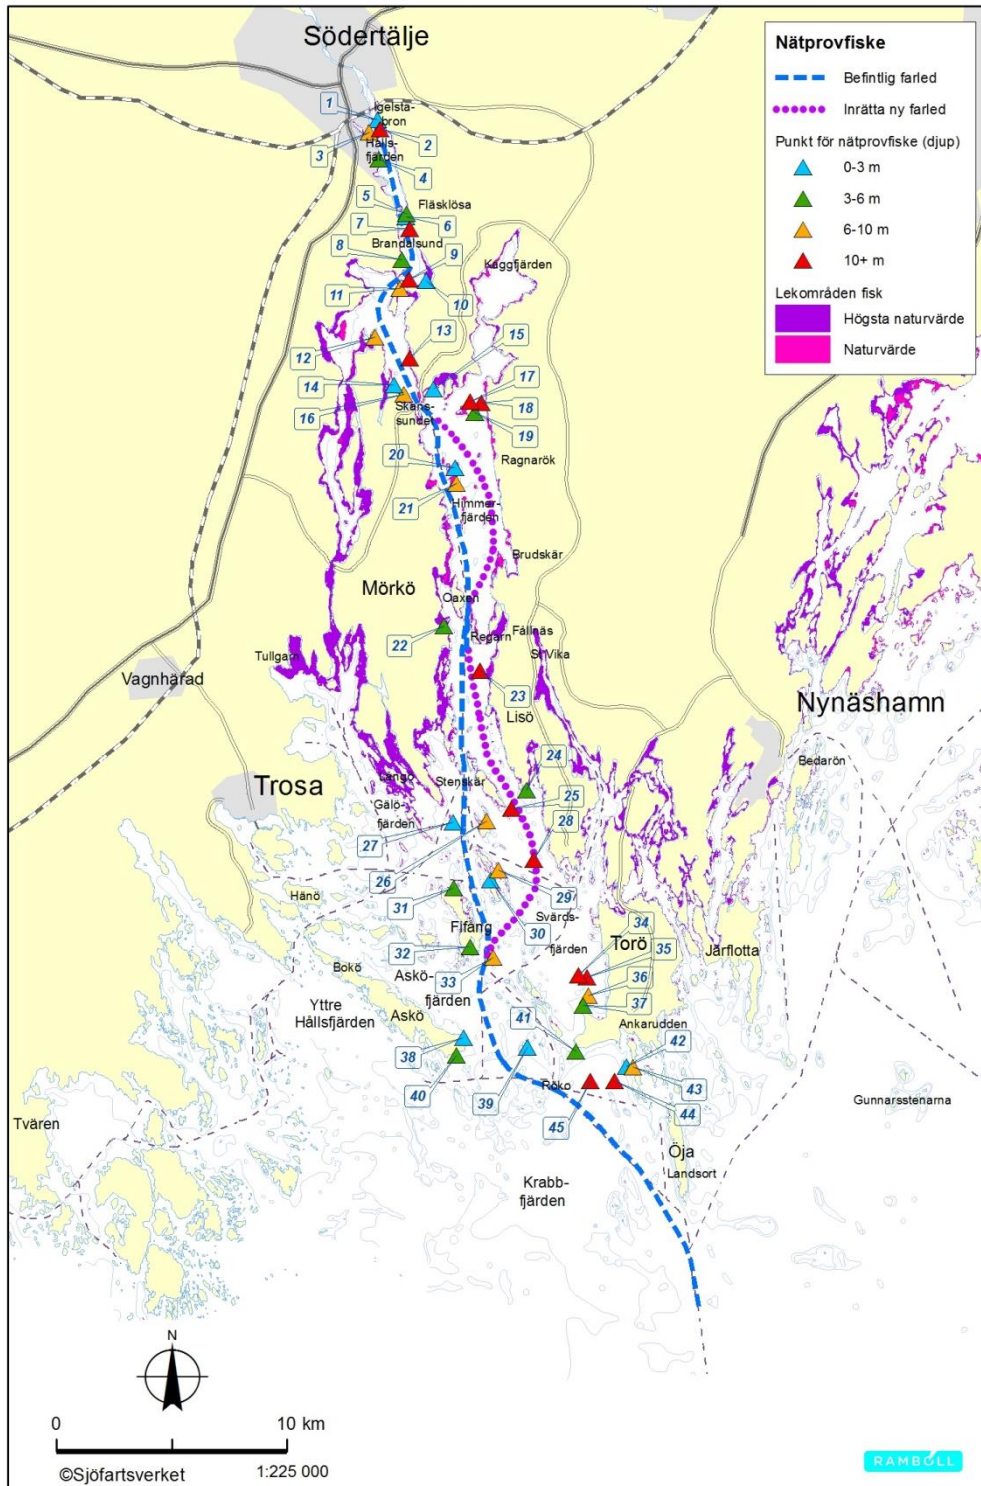 Södertälje
Nätprovfiske
Befintlig farled
Inrätta ny farled
Punkt för nätprovfiske (djup)
0-3 m
3-6 m
6-10 m
10+ m
Lekområden fisk
Högsta naturvärde
Naturvärde
1
Igelsta-
bron
2
3
Halls-
fjärden
4
5
Fläsklösa
6
7
Brandalsund
8
9
Kaggfjärden
10
11
12
13
15
14
17
16
Skans-
sundet
18
19
20
Ragnarök
21
Himmer-
fjärden
Brudskär
Mörkö
Oaxen
22
Regarn
Fållnäs
St Vika
Tullgarn
Vagnhärad
23
Lisö
Nynäshamn
Bedarön
24
Trosa
Långö
Stenskär
25
Gälö-
fjärden
28
27
26
29
Hänö
31
30
Svärds-
fjärden
34
Fifång
35
Torö
Järflotta
32
Bokö
33
36
Askö-
fjärden
37
Yttre
Hållsfjärden
Askö
41
Ankarudden
42
38
43
40
39
Röko
44
45
Gunnarsstenarna
Tvären
Öja
Landsort
Krabb-
fjärden
N
0 10 km
©Sjöfartsverket 1:225 000
RAMBOLL